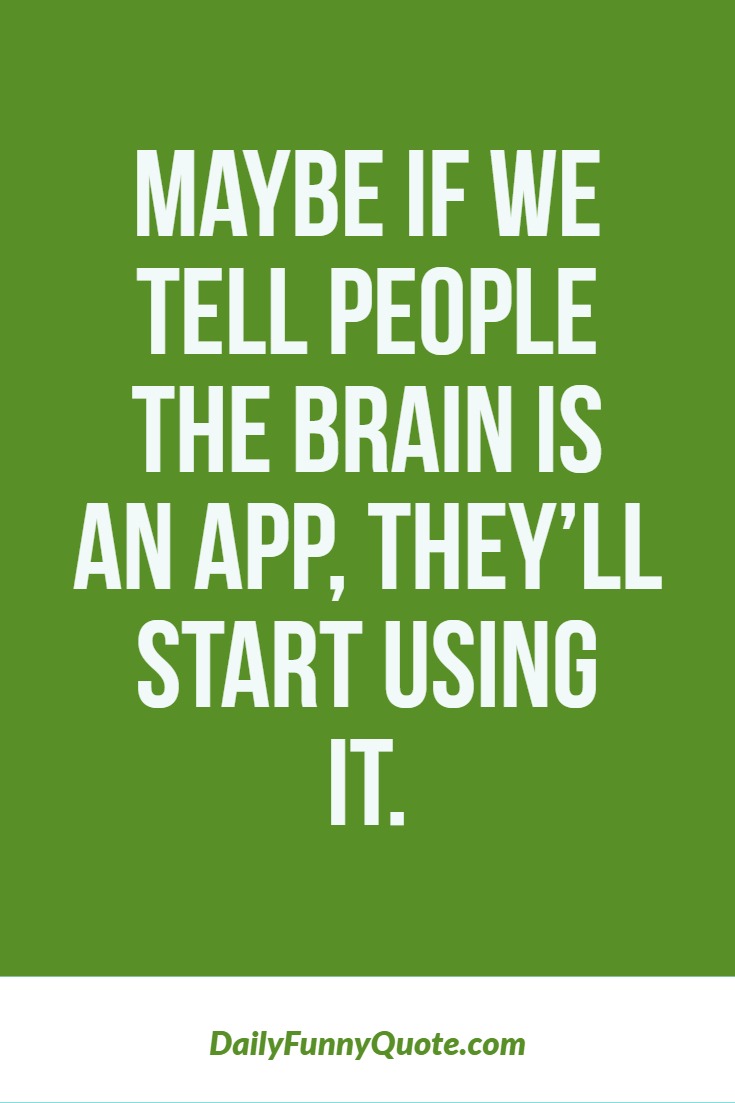 MAYBE IF WE
TELL PEOPLE
THE BRAIN IS
AN APP, THEY’LL
START USING
IT.
DailyFunnyQuote.com